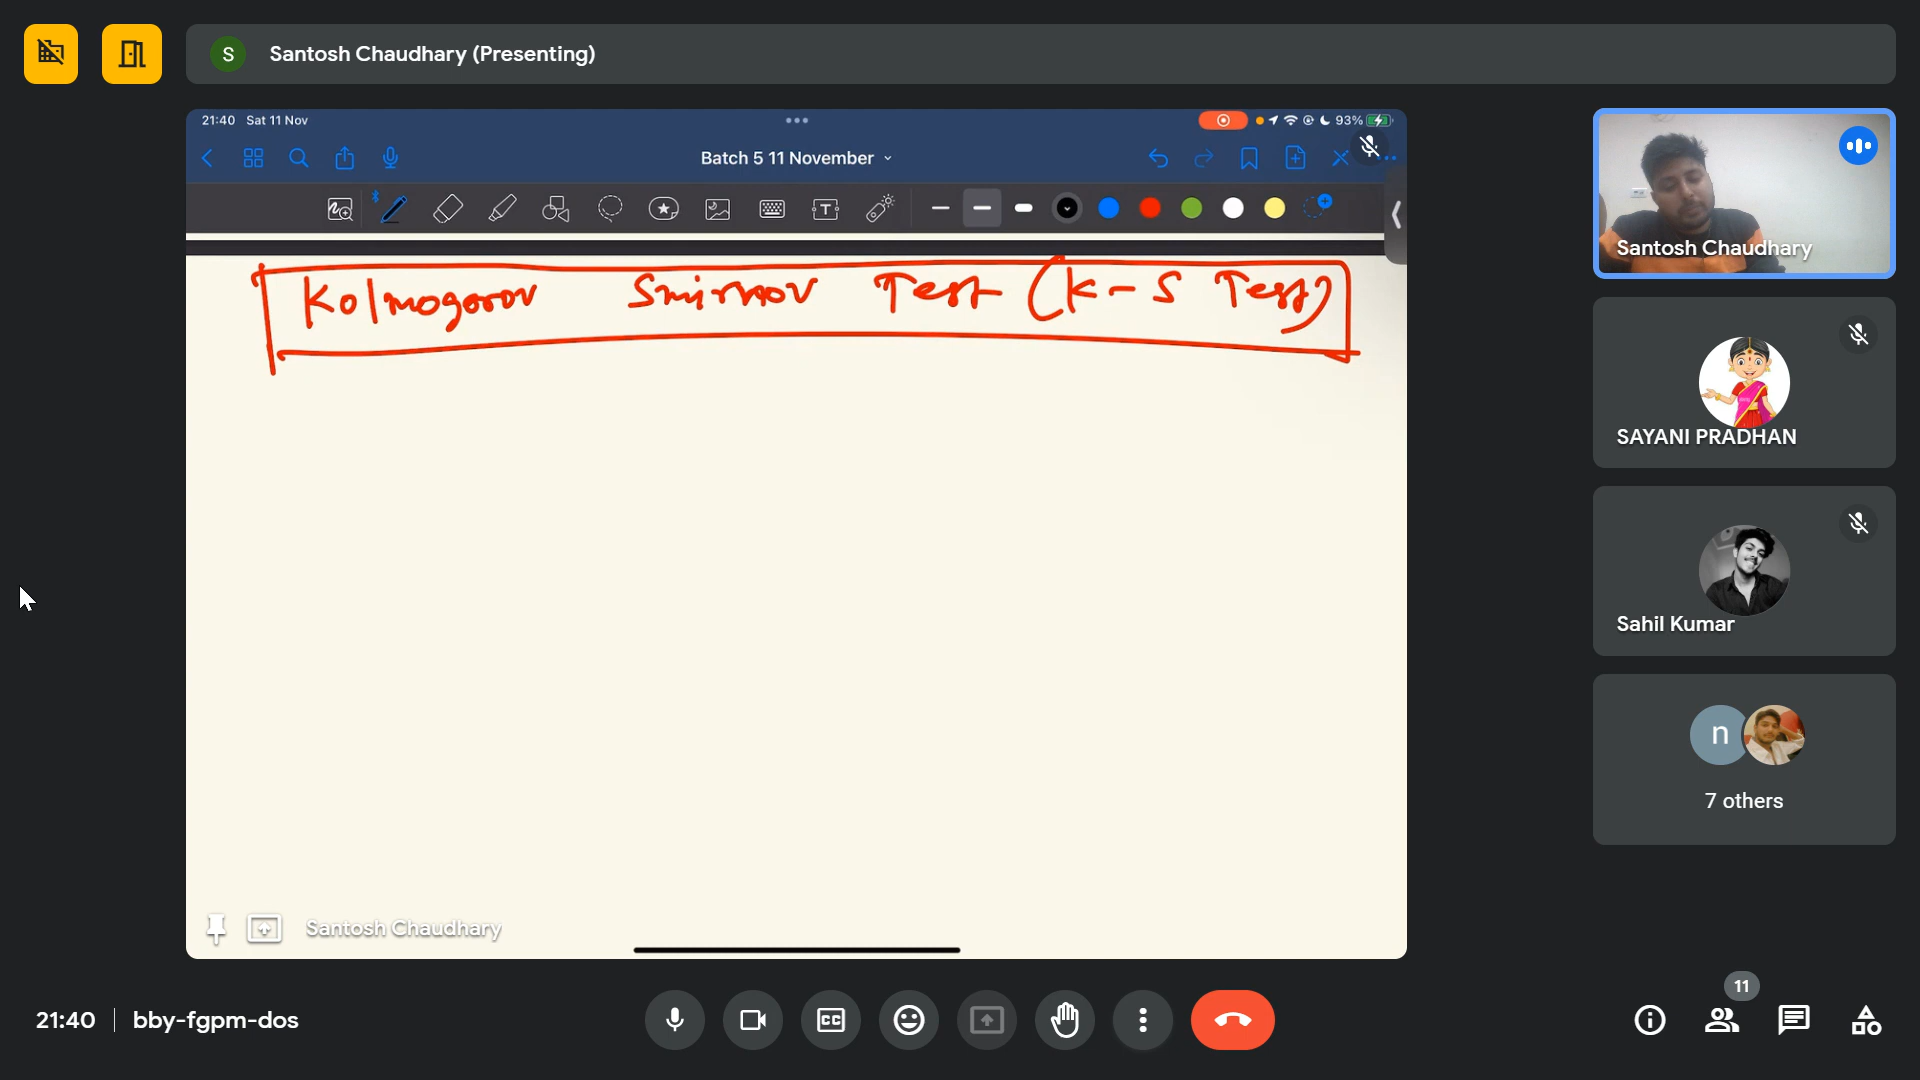 S Santosh Chaudhary (Presenting)
21:40 Sat 11 Nov
93%
Batch 5 11 November
T
Kolmogorov Smirnov Test (K-S Test)
Santosh Chaudhary
Santosh Chaudhary
SAYANI PRADHAN
Sahil Kumar
n
7 others
21:40 | bby-fgpm-dos
CC
11